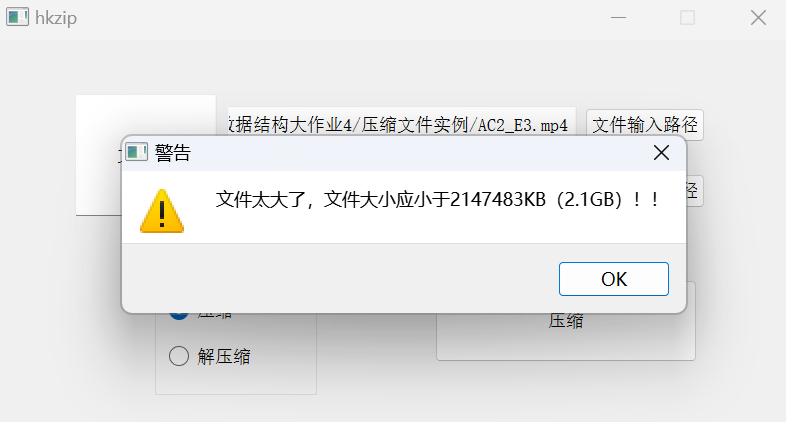 hkzip
数据结构大作业4/压缩文件实例/AC2_E3.mp4
文件输入路径
警告
径
文件太大了，文件大小应小于2147483KB（2.1GB）！！
OK
压缩
压缩
解压缩